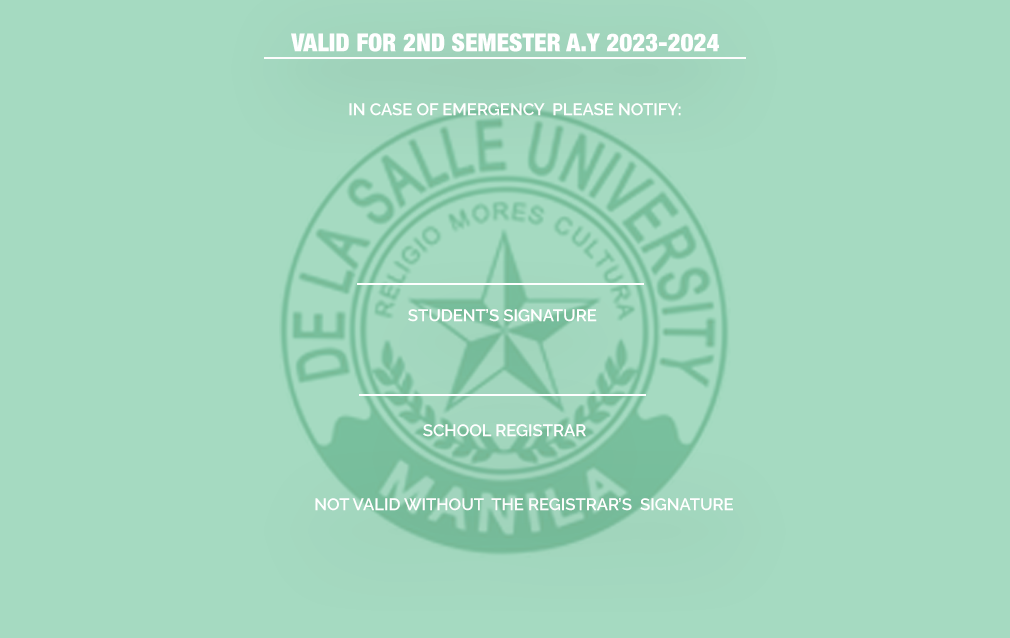 VALID FOR 2ND SEMESTER A.Y 2023-2024
IN CASE OF EMERGENCY PLEASE NOTIFY:
DE LA SALLE UNIVERSITY
RELIGIO MORES CULTURA
STUDENT'S SIGNATURE
SCHOOL REGISTRAR
MANILA
NOT VALID WITHOUT THE REGISTRAR'S SIGNATURE